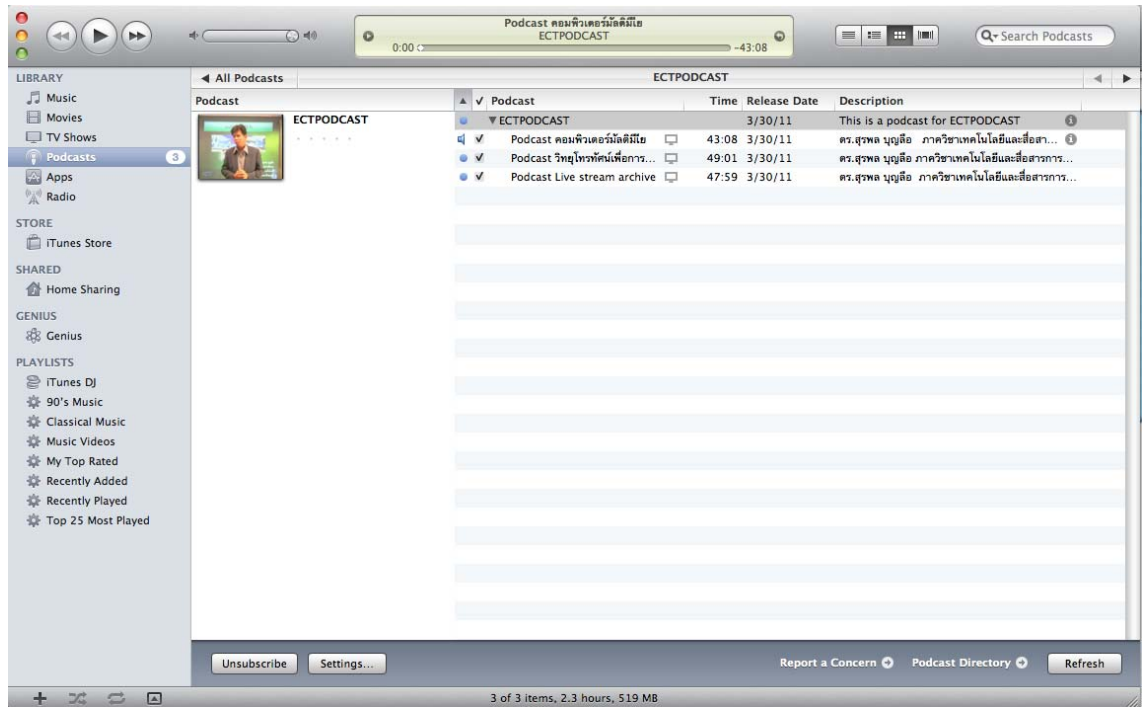 Podcast คอมพิวเตอร์มัลติมีเีย
ECTPODCAST
0:00 -43:08
Search Podcasts
LIBRARY
Music
Movies
TV Shows
Podcasts 3
Apps
Radio
STORE
iTunes Store
SHARED
Home Sharing
GENIUS
Genius
PLAYLISTS
iTunes DJ
90's Music
Classical Music
Music Videos
My Top Rated
Recently Added
Recently Played
Top 25 Most Played
All Podcasts ECTPODCAST
Podcast Podcast Time Release Date Description
ECTPODCAST
ECTPODCAST 3/30/11 This is a podcast for ECTPODCAST
Podcast คอมพิวเตอร์มัลติมีเีย 43:08 3/30/11 ดร.สุรพล บุญลือ ภาควิชาเทคโนโลยีและสื่อสา...
Podcast วิทยุโทรทัศน์เพื่อการ... 49:01 3/30/11 ดร.สุรพล บุญลือ ภาควิชาเทคโนโลยีและสื่อสารการ...
Podcast Live stream archive 47:59 3/30/11 ดร.สุรพล บุญลือ ภาควิชาเทคโนโลยีและสื่อสารการ...
Unsubscribe Settings... Report a Concern Podcast Directory Refresh
3 of 3 items, 2.3 hours, 519 MB